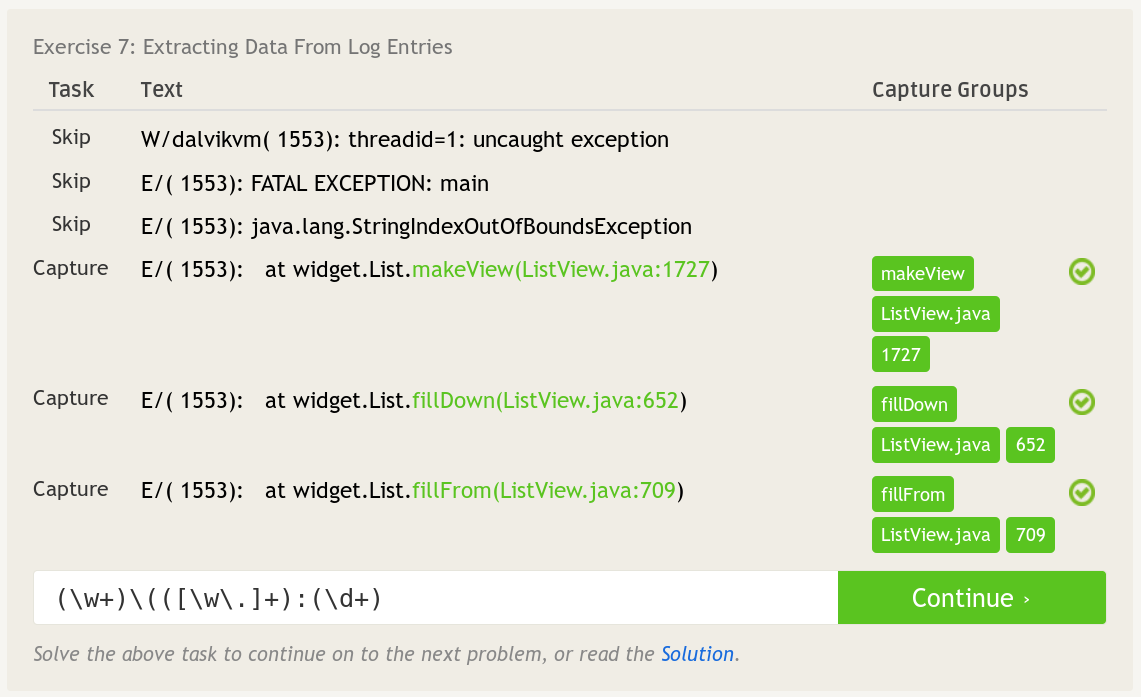 Exercise 7: Extracting Data From Log Entries
Task Text Capture Groups
Skip W/dalvikvm( 1553): threadid=1: uncaught exception
Skip E/( 1553): FATAL EXCEPTION: main
Skip E/( 1553): java.lang.StringIndexOutOfBoundsException
Capture E/( 1553):   at widget.List.makeView(ListView.java:1727) makeView
ListView.java
1727
Capture E/( 1553):   at widget.List.fillDown(ListView.java:652) fillDown
ListView.java 652
Capture E/( 1553):   at widget.List.fillFrom(ListView.java:709) fillFrom
ListView.java 709
(\w+)\(([\w\.]+):(\d+) Continue ›
Solve the above task to continue on to the next problem, or read the Solution.